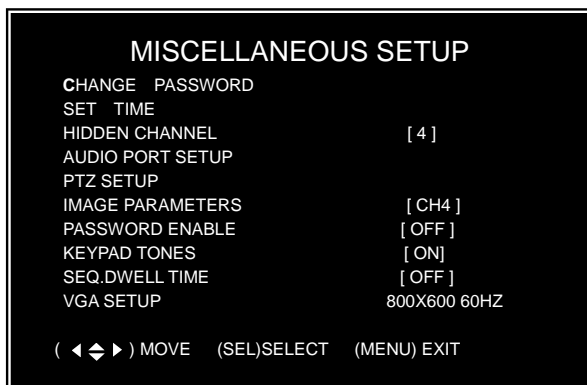 MISCELLANEOUS SETUP
CHANGE PASSWORD
SET TIME
HIDDEN CHANNEL [ 4 ]
AUDIO PORT SETUP
PTZ SETUP
IMAGE PARAMETERS [ CH4 ]
PASSWORD ENABLE [ OFF ]
KEYPAD TONES [ ON]
SEQ.DWELL TIME [ OFF ]
VGA SETUP 800X600 60HZ
( ◀ ⬘ ▶ ) MOVE (SEL)SELECT (MENU) EXIT